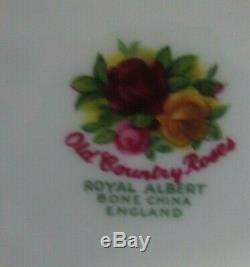 Old Country Roses
ROYAL ALBERT
BONE CHINA
ENGLAND